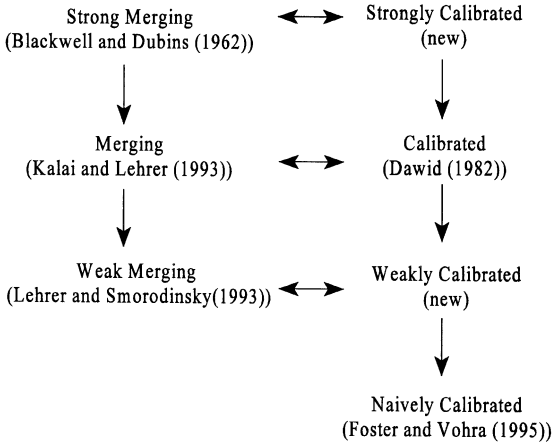 Strong Merging
(Blackwell and Dubins (1962))
Strongly Calibrated
(new)
Merging
(Kalai and Lehrer (1993))
Calibrated
(Dawid (1982))
Weak Merging
(Lehrer and Smorodinsky(1993))
Weakly Calibrated
(new)
Naively Calibrated
(Foster and Vohra (1995))